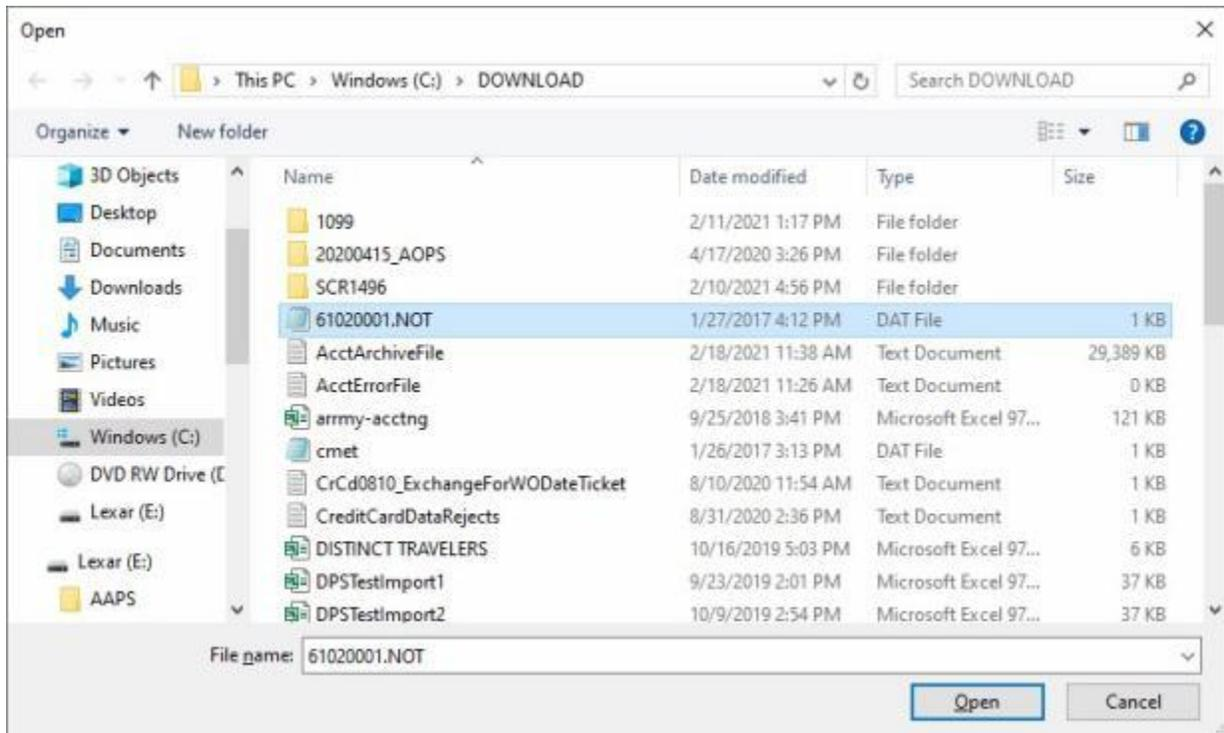 Open
This PC > Windows (C:) > DOWNLOAD
Search DOWNLOAD
Organize
New folder
3D Objects
Desktop
Documents
Downloads
Music
Pictures
Videos
Windows (C:)
DVD RW Drive (D
Lexar (E:)
Lexar (E:)
AAPS
Name Date modified Type Size
1099 2/11/2021 1:17 PM File folder
20200415_AOPS 4/17/2020 3:26 PM File folder
SCR1496 2/10/2021 4:56 PM File folder
61020001.NOT 1/27/2017 4:12 PM DAT File 1 KB
AcctArchiveFile 2/18/2021 11:38 AM Text Document 29,389 KB
AcctErrorFile 2/18/2021 11:26 AM Text Document 0 KB
arrmy-acctng 9/25/2018 3:41 PM Microsoft Excel 97... 121 KB
cmet 1/26/2017 3:13 PM DAT File 1 KB
CrCd0810_ExchangeForWODateTicket 8/10/2020 11:54 AM Text Document 1 KB
CreditCardDataRejects 8/31/2020 2:36 PM Text Document 1 KB
DISTINCT TRAVELERS 10/16/2019 5:03 PM Microsoft Excel 97... 6 KB
DPSTestImport1 9/23/2019 2:01 PM Microsoft Excel 97... 37 KB
DPSTestImport2 10/9/2019 2:54 PM Microsoft Excel 97... 37 KB
File name: 61020001.NOT
Open
Cancel